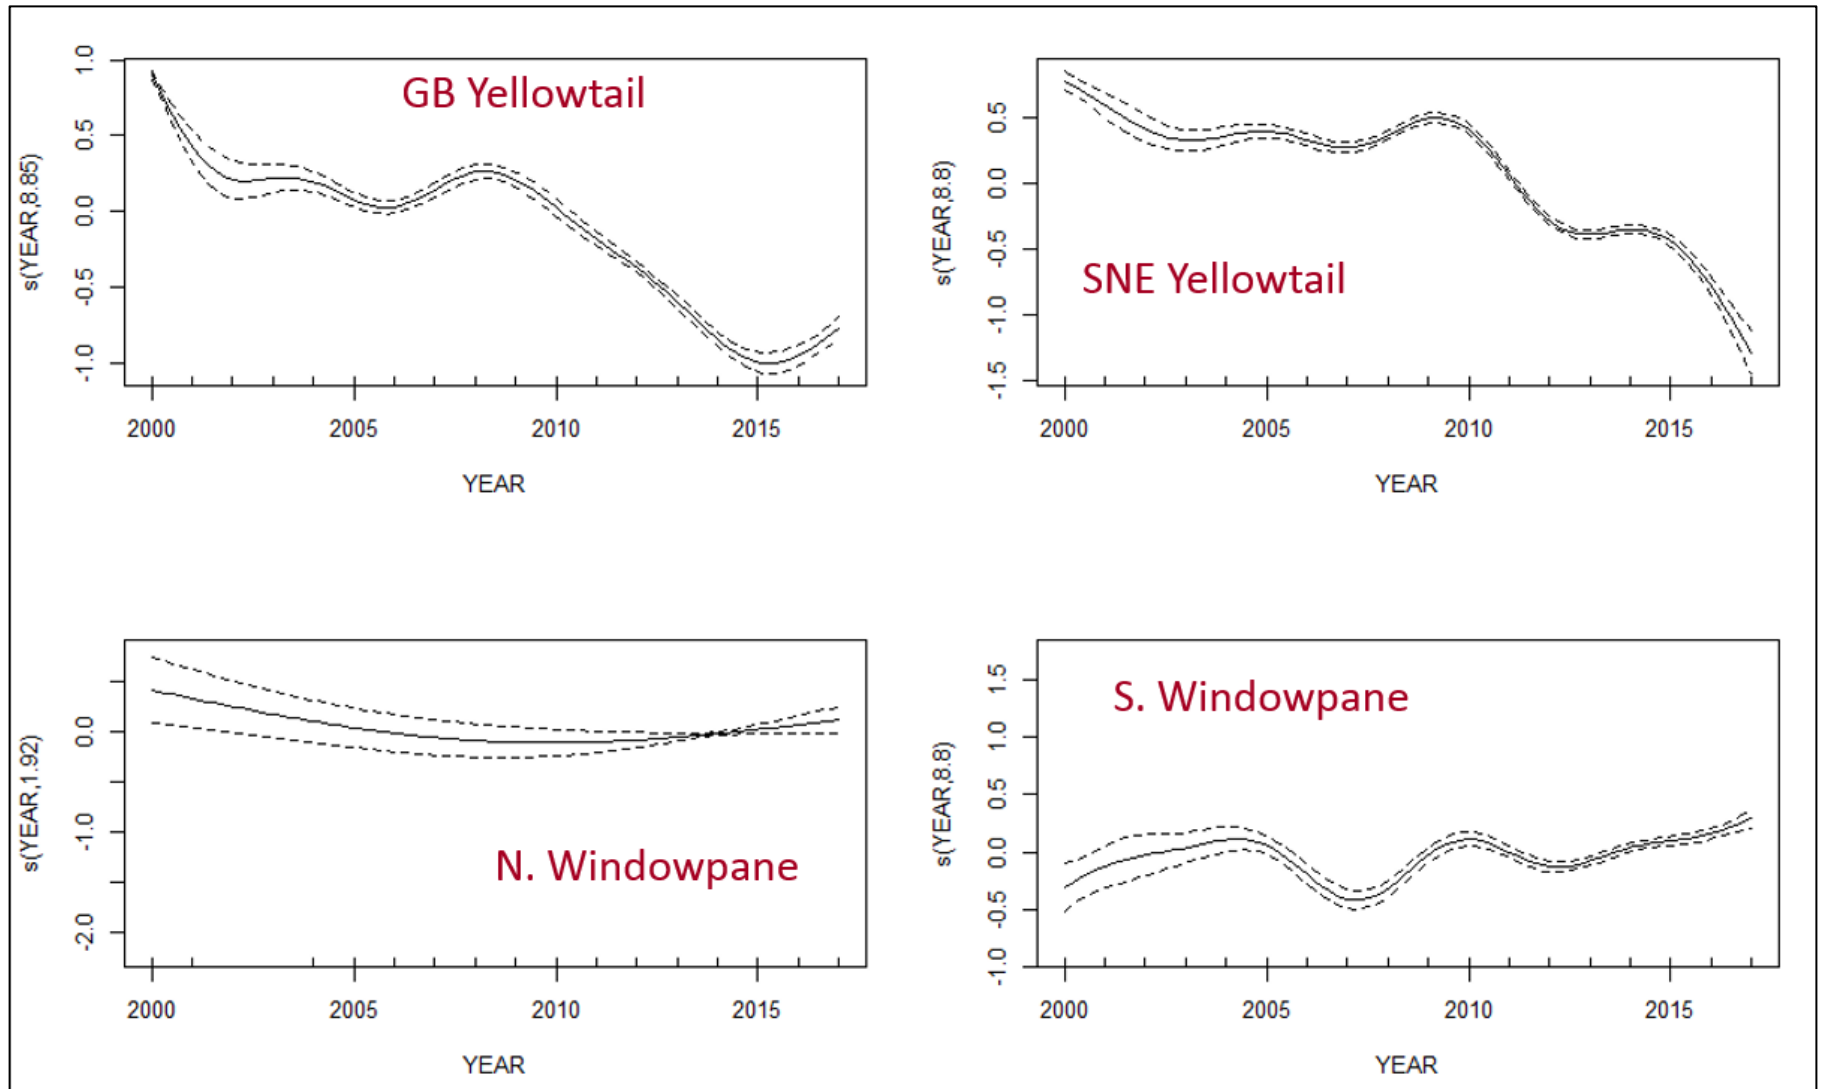 GB Yellowtail
s(YEAR,8.85)
1.0
0.5
0.0
-0.5
-1.0
2000 2005 2010 2015
YEAR
SNE Yellowtail
s(YEAR,8.8)
0.5
0.0
-0.5
-1.0
-1.5
2000 2005 2010 2015
YEAR
N. Windowpane
s(YEAR,1.92)
0.0
-1.0
-2.0
2000 2005 2010 2015
YEAR
S. Windowpane
s(YEAR,8.8)
1.5
1.0
0.5
0.0
-0.5
-1.0
2000 2005 2010 2015
YEAR